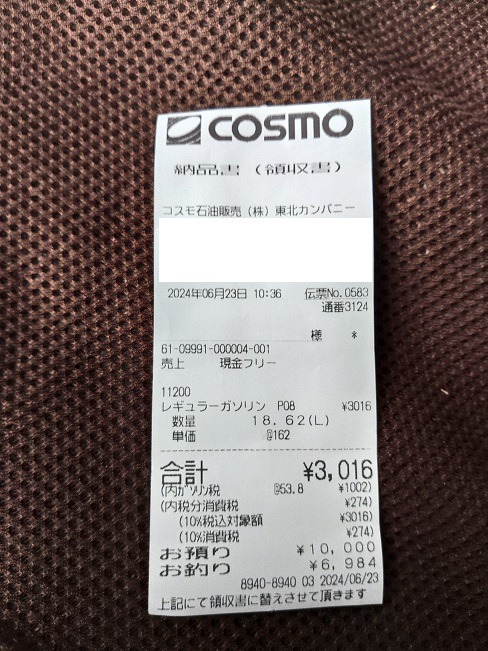 COSMO
納品書（領収書）
コスモ石油販売（株）東北カンパニー
2024年06月23日 10:36 伝票No.0583
通番3124
様 *
61-09991-000004-001
売上 現金フリー
11200
レギュラーガソリン P08 ¥3016
数量 18.62(L)
単価 @162
合計 ¥3,016
(内ガソリン税 @53.8 ¥1002)
(内税分消費税 ¥274)
(10%税込対象額 ¥3016)
(10%消費税 ¥274)
お預り ¥10,000
お釣り ¥6,984
8940-8940 03 2024/06/23
上記にて領収書に替えさせて頂きます